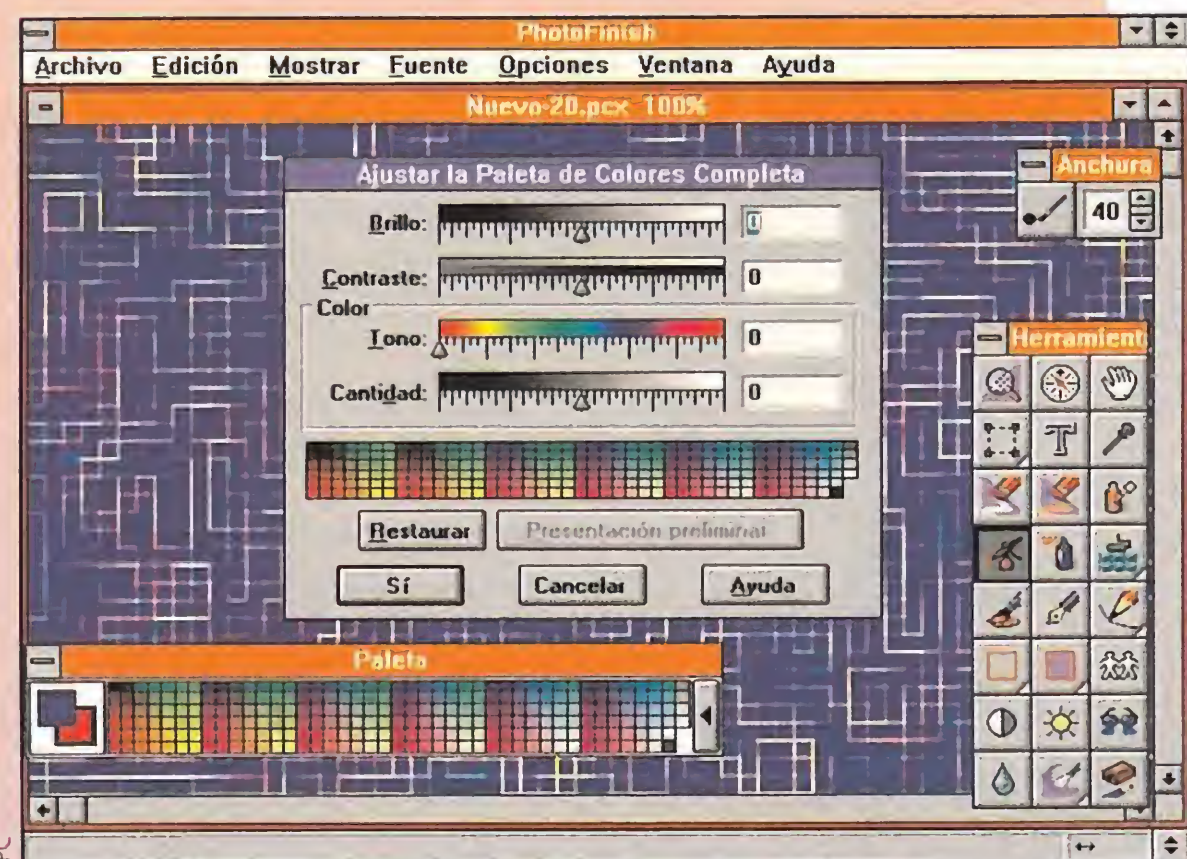 PhotoFinish
Archivo Edición Mostrar Fuente Opciones Ventana Ayuda
Nuevo-20.pcx 100%
Ajustar la Paleta de Colores Completa
Anchura
40
Brillo: 0
Contraste: 0
Color
Tono: 0
Cantidad: 0
Herramient
Restaurar Presentación preliminar
Sí Cancelar Ayuda
Paleta